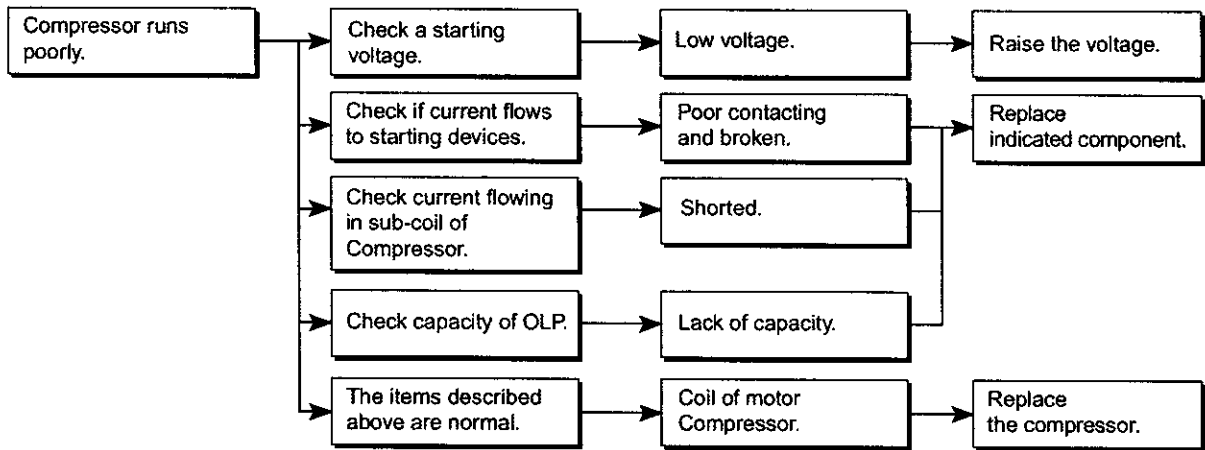 Compressor runs
poorly.
Check a starting
voltage.
Low voltage.
Raise the voltage.
Check if current flows
to starting devices.
Poor contacting
and broken.
Replace
indicated component.
Check current flowing
in sub-coil of
Compressor.
Shorted.
Check capacity of OLP.
Lack of capacity.
The items described
above are normal.
Coil of motor
Compressor.
Replace
the compressor.